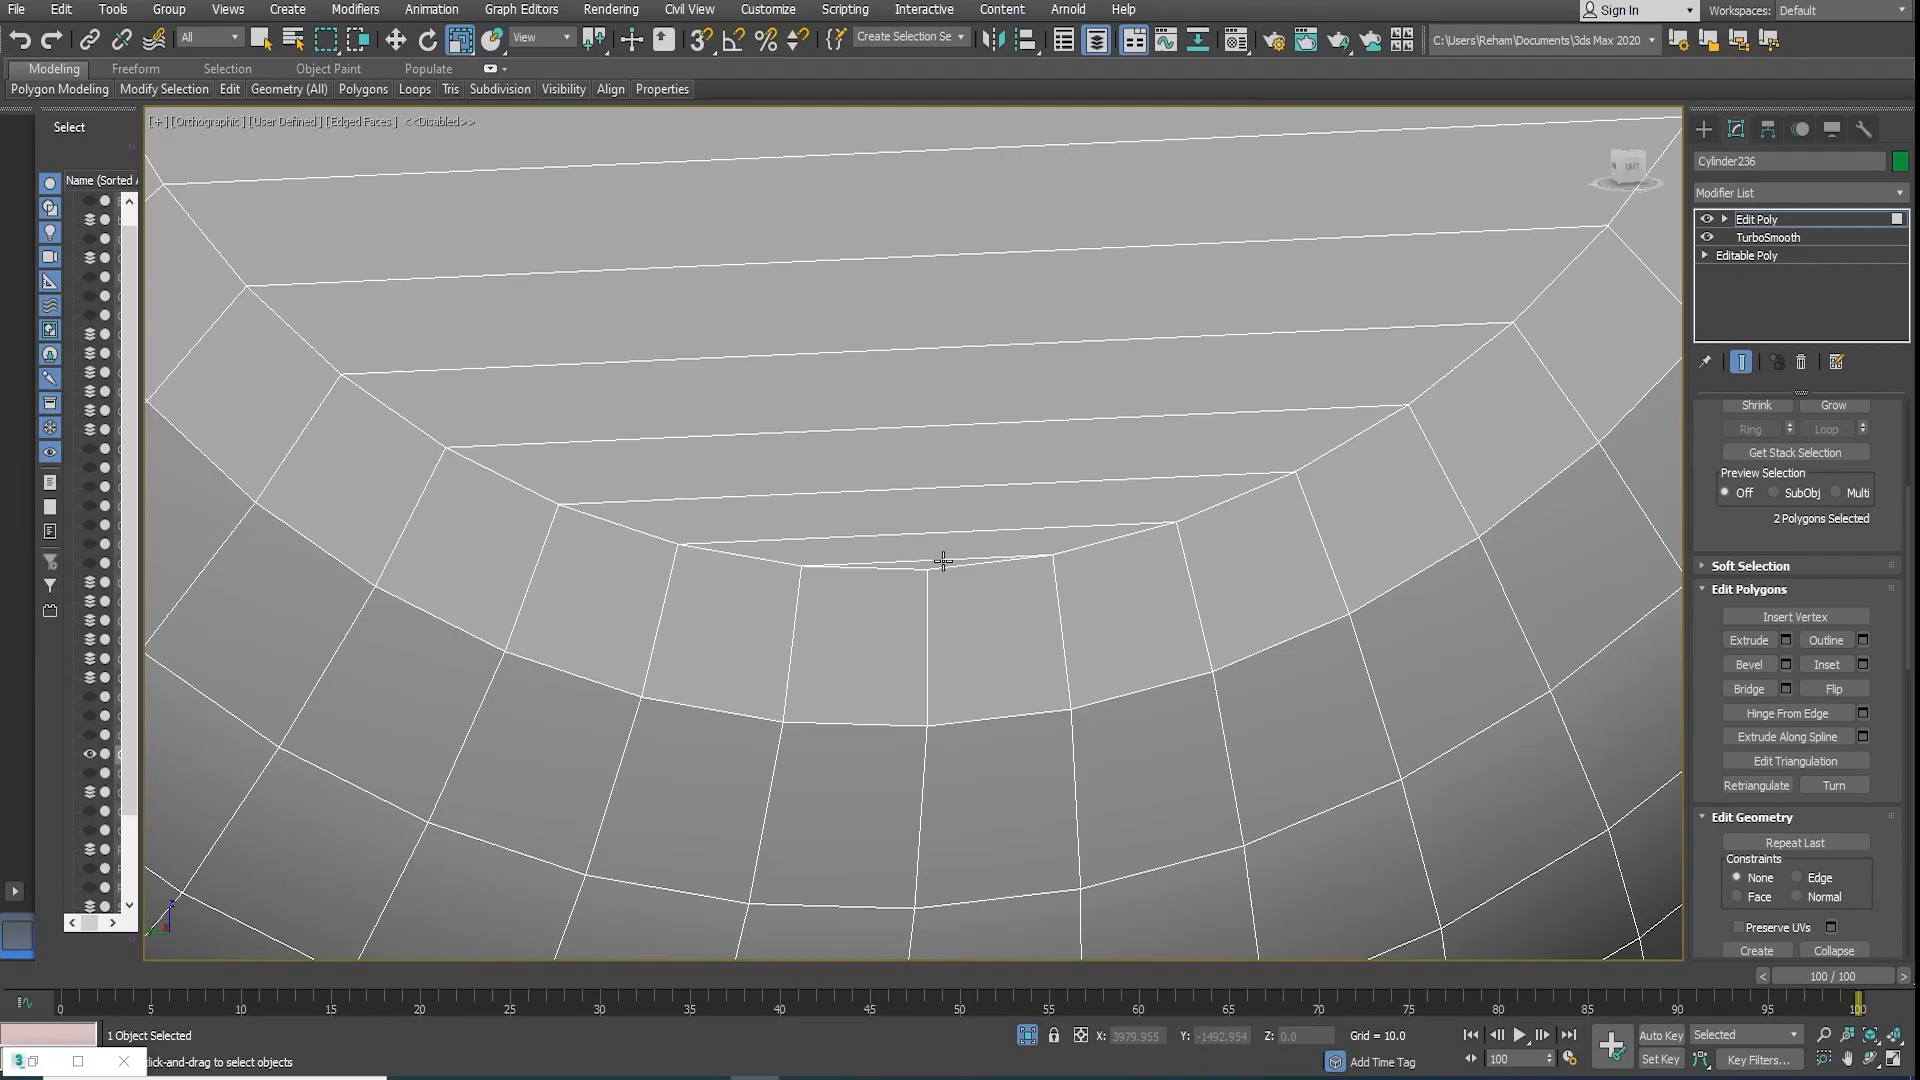 File Edit Tools Group Views Create Modifiers Animation Graph Editors Rendering Civil View Customize Scripting Interactive Content Arnold Help
Sign In
Workspaces: Default
All
View
Create Selection Se
C:\Users\Reham\Documents\3ds Max 2020
Modeling Freeform Selection Object Paint Populate
Polygon Modeling Modify Selection Edit Geometry (All) Polygons Loops Tris Subdivision Visibility Align Properties
[+] [Orthographic] [User Defined] [Edged Faces] <<Disabled>>
Select
Name (Sorted A
LEFT
Cylinder236
Modifier List
Edit Poly
TurboSmooth
Editable Poly
Shrink Grow
Ring Loop
Get Stack Selection
Preview Selection
Off SubObj Multi
2 Polygons Selected
Soft Selection
Edit Polygons
Insert Vertex
Extrude Outline
Bevel Inset
Bridge Flip
Hinge From Edge
Extrude Along Spline
Edit Triangulation
Retriangulate Turn
Edit Geometry
Repeat Last
Constraints
None Edge
Face Normal
Preserve UVs
Create Collapse
< 100 / 100 >
0 5 10 15 20 25 30 35 40 45 50 55 60 65 70 75 80 85 90 95 100
1 Object Selected
X: 3979.955 Y: -1492.954 Z: 0.0 Grid = 10.0
Auto Key Selected
click-and-drag to select objects
Add Time Tag
100
Set Key Key Filters...